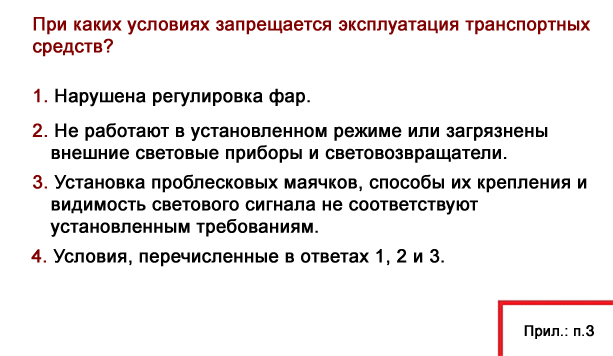 При каких условиях запрещается эксплуатация транспортных
средств?
1. Нарушена регулировка фар.
2. Не работают в установленном режиме или загрязнены
внешние световые приборы и световозвращатели.
3. Установка проблесковых маячков, способы их крепления и
видимость светового сигнала не соответствуют
установленным требованиям.
4. Условия, перечисленные в ответах 1, 2 и 3.
Прил.: п.3